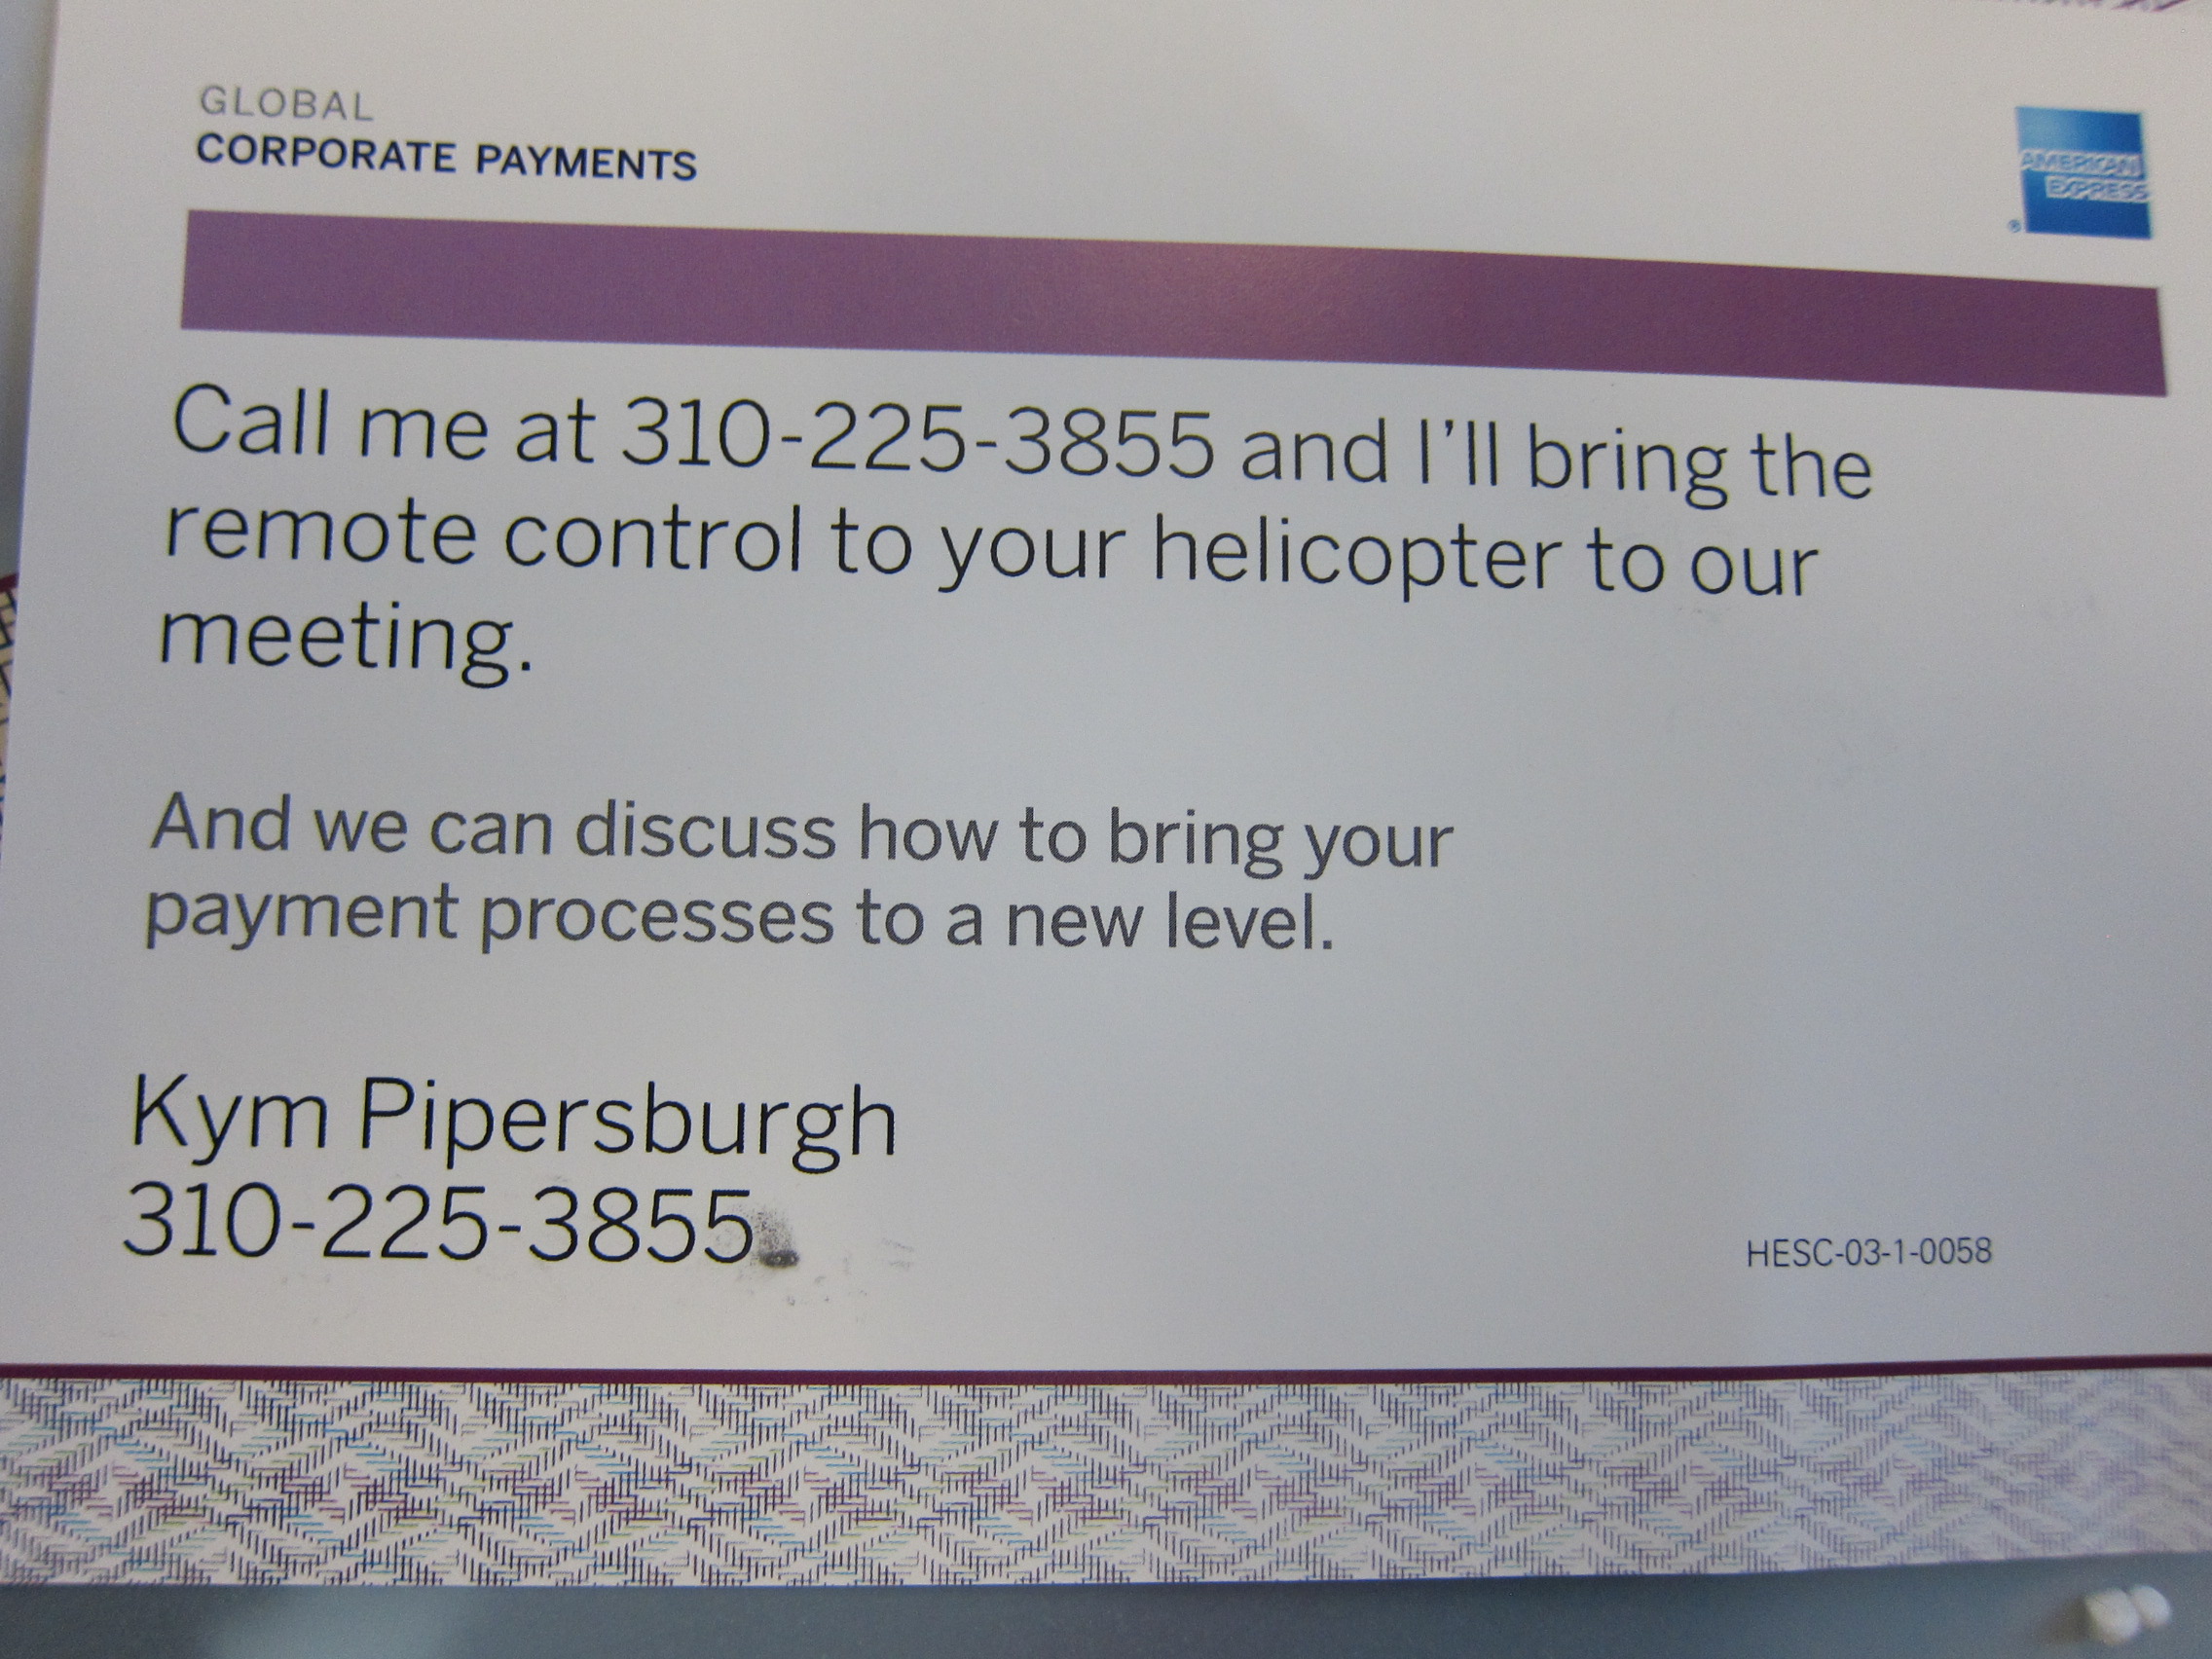 GLOBAL
CORPORATE PAYMENTS
AMERICAN
EXPRESS
®
Call me at 310-225-3855 and I'll bring the
remote control to your helicopter to our
meeting.
And we can discuss how to bring your
payment processes to a new level.
Kym Pipersburgh
310-225-3855
HESC-03-1-0058